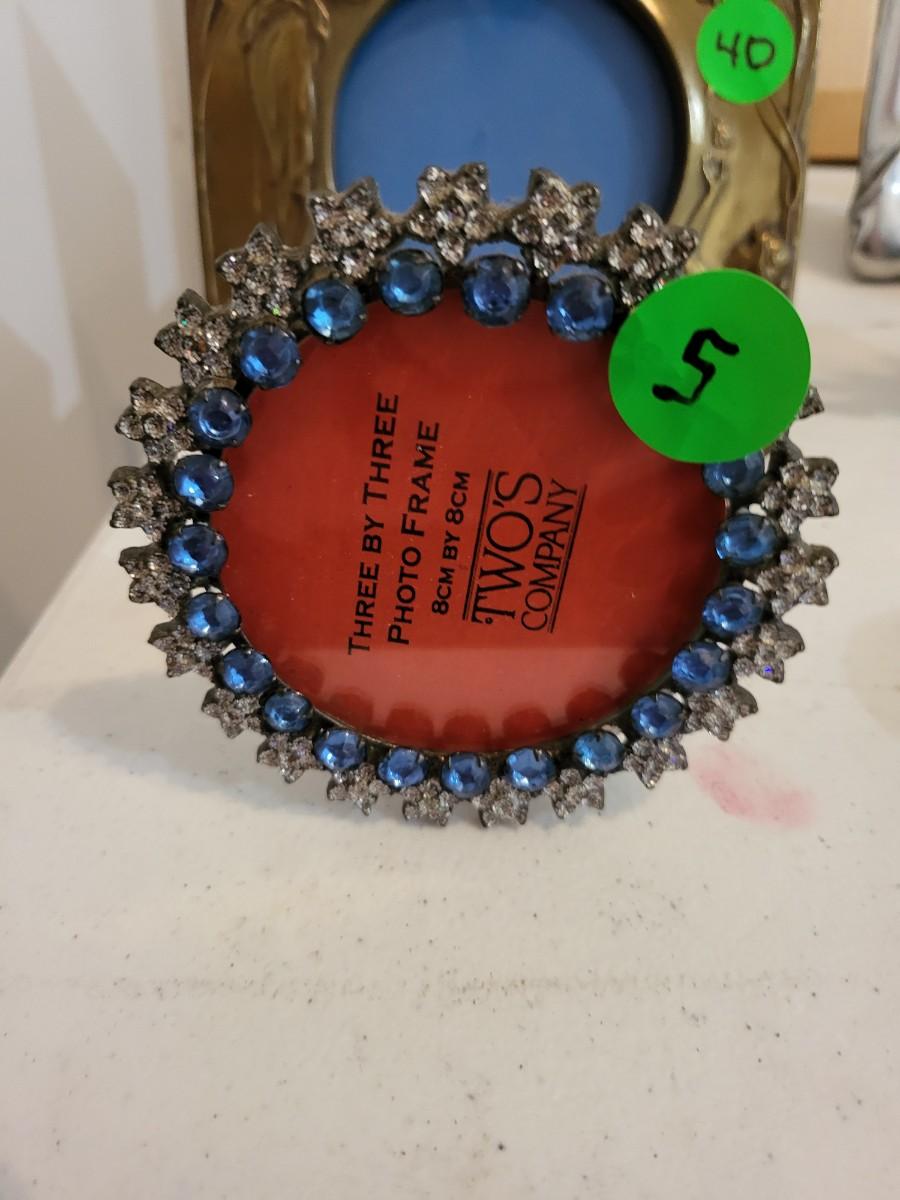 40
5
THREE BY THREE
PHOTO FRAME
8CM BY 8CM
TWO'S
COMPANY